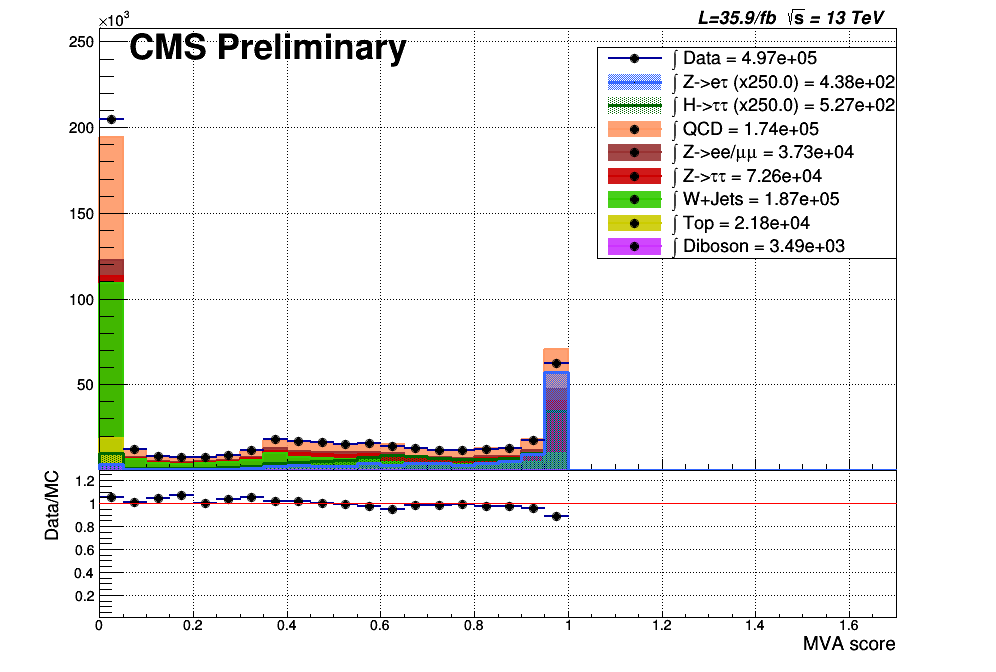 ×10³
L=35.9/fb √s = 13 TeV
CMS Preliminary
250
200
150
100
50
∫ Data = 4.97e+05
∫ Z->eτ (x250.0) = 4.38e+02
∫ H->ττ (x250.0) = 5.27e+02
∫ QCD = 1.74e+05
∫ Z->ee/μμ = 3.73e+04
∫ Z->ττ = 7.26e+04
∫ W+Jets = 1.87e+05
∫ Top = 2.18e+04
∫ Diboson = 3.49e+03
Data/MC
1.2
1
0.8
0.6
0.4
0.2
0 0.2 0.4 0.6 0.8 1 1.2 1.4 1.6
MVA score